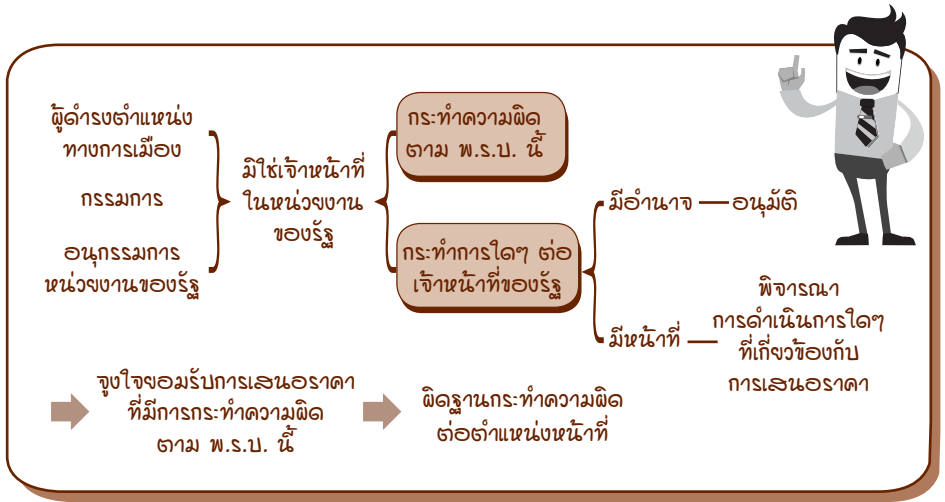 ผู้ดำรงตำแหน่ง
ทางการเมือง
กรรมการ
อนุกรรมการ
หน่วยงานของรัฐ
มิใช่เจ้าหน้าที่
ในหน่วยงาน
ของรัฐ
กระทำความผิด
ตาม พ.ร.ป. นี้
กระทำการใดๆ ต่อ
เจ้าหน้าที่ของรัฐ
มีอำนาจ
อนุมัติ
มีหน้าที่
พิจารณา
การดำเนินการใดๆ
ที่เกี่ยวข้องกับ
การเสนอราคา
จูงใจยอมรับการเสนอราคา
ที่มีการกระทำความผิด
ตาม พ.ร.ป. นี้
ผิดฐานกระทำความผิด
ต่อตำแหน่งหน้าที่